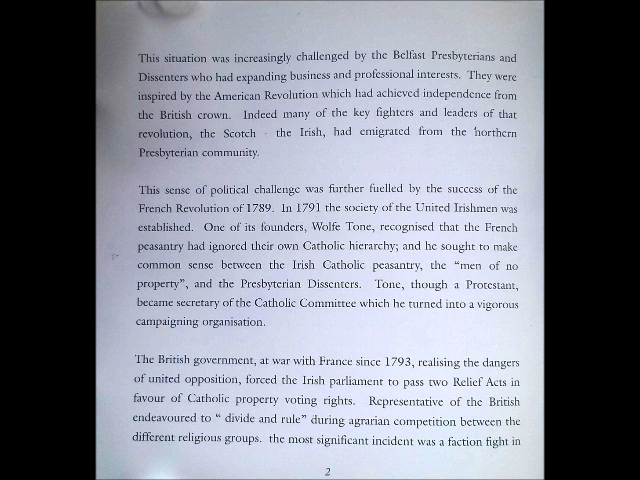 This situation was increasingly challenged by the Belfast Presbyterians and
Dissenters who had expanding business and professional interests. They were
inspired by the American Revolution which had achieved independence from
the British crown. Indeed many of the key fighters and leaders of that
revolution, the Scotch - the Irish, had emigrated from the northern
Presbyterian community.
This sense of political challenge was further fuelled by the success of the
French Revolution of 1789. In 1791 the society of the United Irishmen was
established. One of its founders, Wolfe Tone, recognised that the French
peasantry had ignored their own Catholic hierarchy; and he sought to make
common sense between the Irish Catholic peasantry, the “men of no
property”, and the Presbyterian Dissenters. Tone, though a Protestant,
became secretary of the Catholic Committee which he turned into a vigorous
campaigning organisation.
The British government, at war with France since 1793, realising the dangers
of united opposition, forced the Irish parliament to pass two Relief Acts in
favour of Catholic property voting rights. Representative of the British
endeavoured to “ divide and rule” during agrarian competition between the
different religious groups. the most significant incident was a faction fight in
2